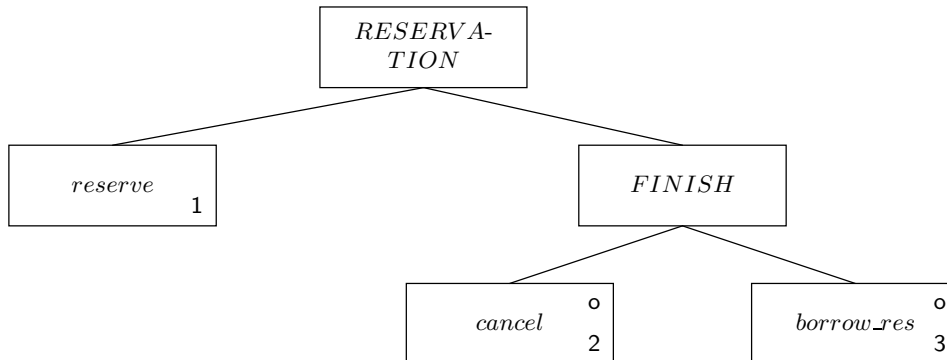 RESERVA-
TION
reserve
1
FINISH
cancel
o
2
borrow_res
o
3